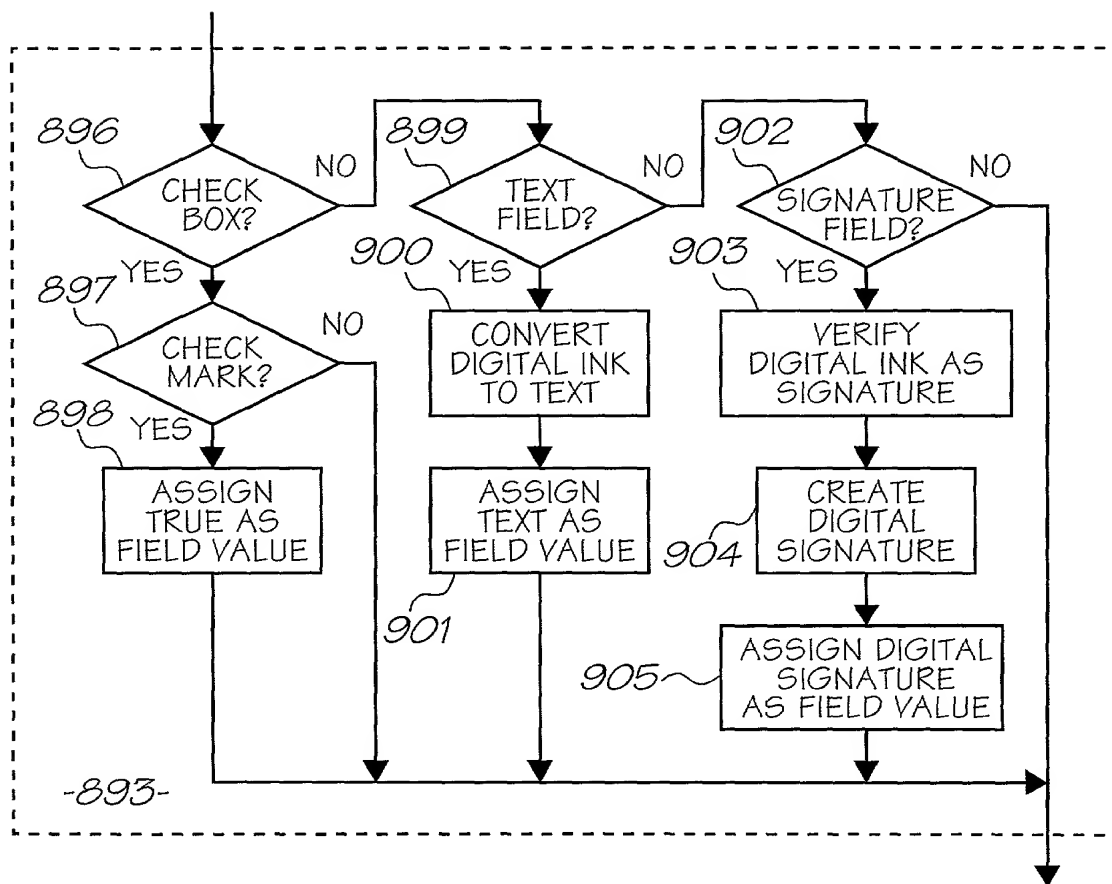 896
CHECK
BOX?
NO
YES
897
CHECK
MARK?
NO
YES
898
ASSIGN
TRUE AS
FIELD VALUE
899
TEXT
FIELD?
NO
YES
900
CONVERT
DIGITAL INK
TO TEXT
ASSIGN
TEXT AS
FIELD VALUE
901
902
SIGNATURE
FIELD?
NO
YES
903
VERIFY
DIGITAL INK AS
SIGNATURE
CREATE
DIGITAL
SIGNATURE
904
ASSIGN DIGITAL
SIGNATURE
AS FIELD VALUE
905
-893-